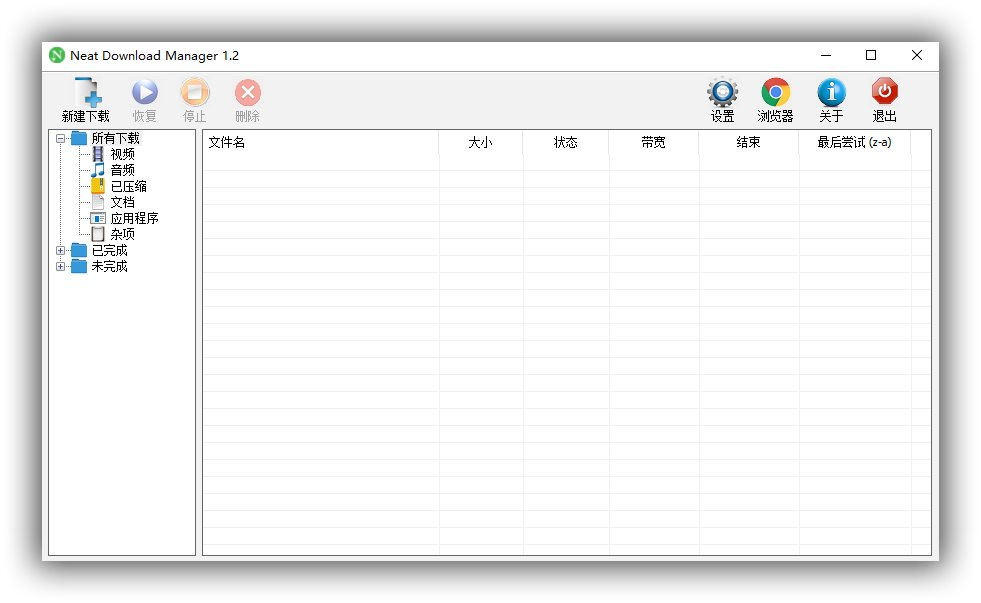 Neat Download Manager 1.2
新建下载 恢复 停止 删除 设置 浏览器 关于 退出
所有下载
视频
音频
已压缩
文档
应用程序
杂项
已完成
未完成
文件名 大小 状态 带宽 结束 最后尝试 (z-a)